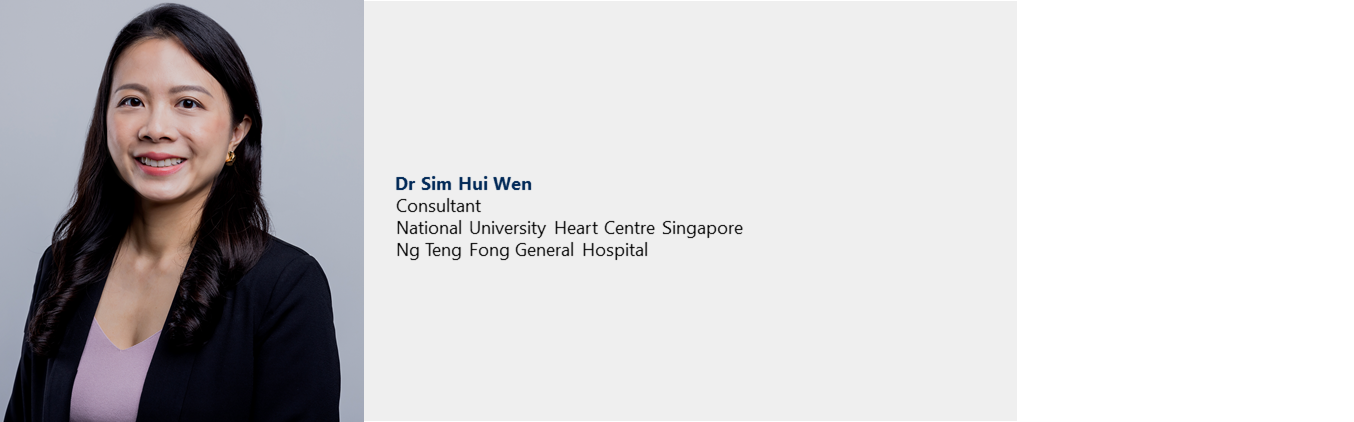 Dr Sim Hui Wen
Consultant
National University Heart Centre Singapore
Ng Teng Fong General Hospital